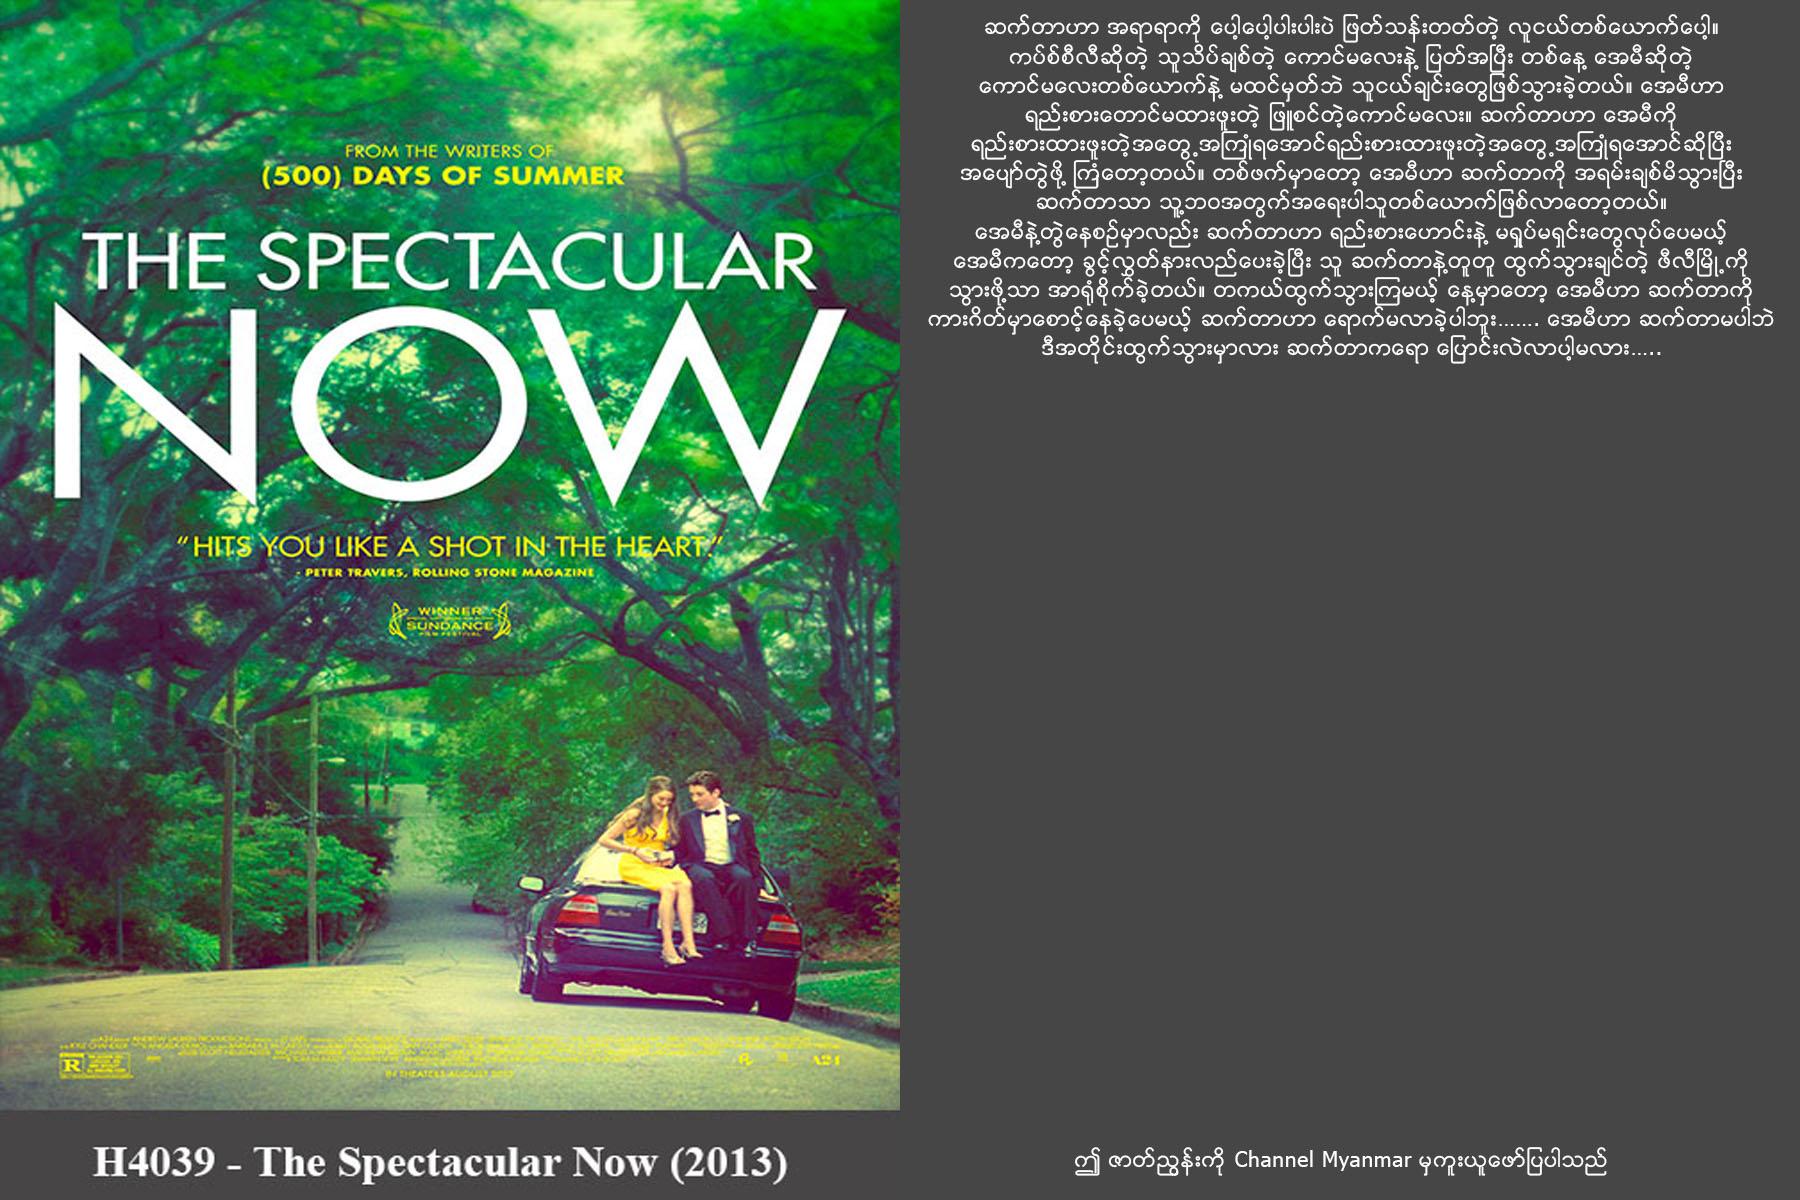 FROM THE WRITERS OF
(500) DAYS OF SUMMER
THE SPECTACULAR
NOW
"HITS YOU LIKE A SHOT IN THE HEART."
- PETER TRAVERS, ROLLING STONE MAGAZINE
WINNER
SUNDANCE
FILM FESTIVAL
R
IN THEATERS AUGUST 2013
A24
H4039 - The Spectacular Now (2013)
ဆက်တာဟာ အရာရာကို ပေါ့ပေါ့ပါးပါးပဲ ဖြတ်သန်းတတ်တဲ့ လူငယ်တစ်ယောက်ပေါ့။
ကပ်စ်စီလီဆိုတဲ့ သူသိပ်ချစ်တဲ့ ကောင်မလေးနဲ့ ပြတ်အပြီး တစ်နေ့ အေမီဆိုတဲ့
ကောင်မလေးတစ်ယောက်နဲ့ မထင်မှတ်ဘဲ သူငယ်ချင်းတွေဖြစ်သွားခဲ့တယ်။ အေမီဟာ
ရည်းစားတောင်မထားဖူးတဲ့ ဖြူစင်တဲ့ကောင်မလေး။ ဆက်တာဟာ အေမီကို
ရည်းစားထားဖူးတဲ့အတွေ့အကြုံရအောင်ရည်းစားထားဖူးတဲ့အတွေ့အကြုံရအောင်ဆိုပြီး
အပျော်တွဲဖို့ ကြံတော့တယ်။ တစ်ဖက်မှာတော့ အေမီဟာ ဆက်တာကို အရမ်းချစ်မိသွားပြီး
ဆက်တာသာ သူ့ဘဝအတွက်အရေးပါသူတစ်ယောက်ဖြစ်လာတော့တယ်။
အေမီနဲ့တွဲနေစဉ်မှာလည်း ဆက်တာဟာ ရည်းစားဟောင်းနဲ့ မရှုပ်မရှင်းတွေလုပ်ပေမယ့်
အေမီကတော့ ခွင့်လွှတ်နားလည်ပေးခဲ့ပြီး သူ ဆက်တာနဲ့တူတူ ထွက်သွားချင်တဲ့ ဖီလီမြို့ကို
သွားဖို့သာ အာရုံစိုက်ခဲ့တယ်။ တကယ်ထွက်သွားကြမယ့် နေ့မှာတော့ အေမီဟာ ဆက်တာကို
ကားဂိတ်မှာစောင့်နေခဲ့ပေမယ့် ဆက်တာဟာ ရောက်မလာခဲ့ပါဘူး....... အေမီဟာ ဆက်တာမပါဘဲ
ဒီအတိုင်းထွက်သွားမှာလား ဆက်တာကရော ပြောင်းလဲလာပါ့မလား.....
ဤ ဇာတ်ညွှန်းကို Channel Myanmar မှကူးယူဖော်ပြပါသည်